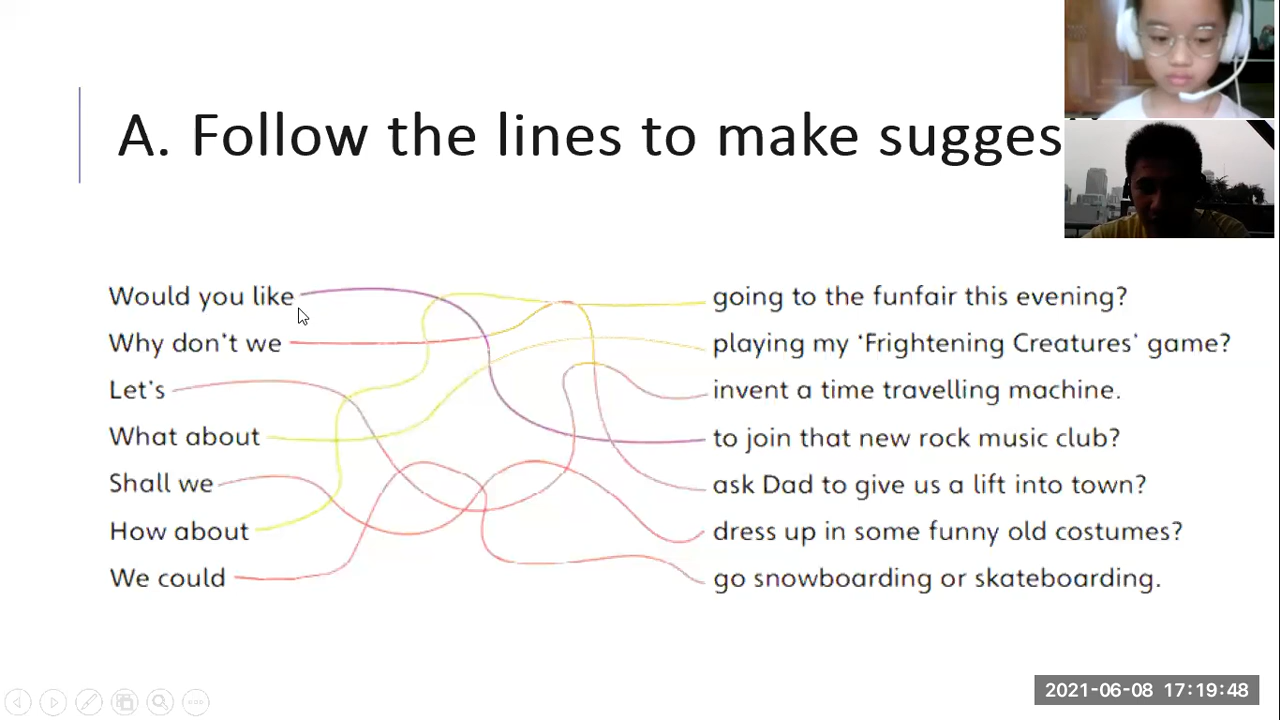 A. Follow the lines to make sugges
Would you like
going to the funfair this evening?
Why don't we
playing my 'Frightening Creatures' game?
Let's
invent a time travelling machine.
What about
to join that new rock music club?
Shall we
ask Dad to give us a lift into town?
How about
dress up in some funny old costumes?
We could
go snowboarding or skateboarding.
2021-06-08 17:19:48